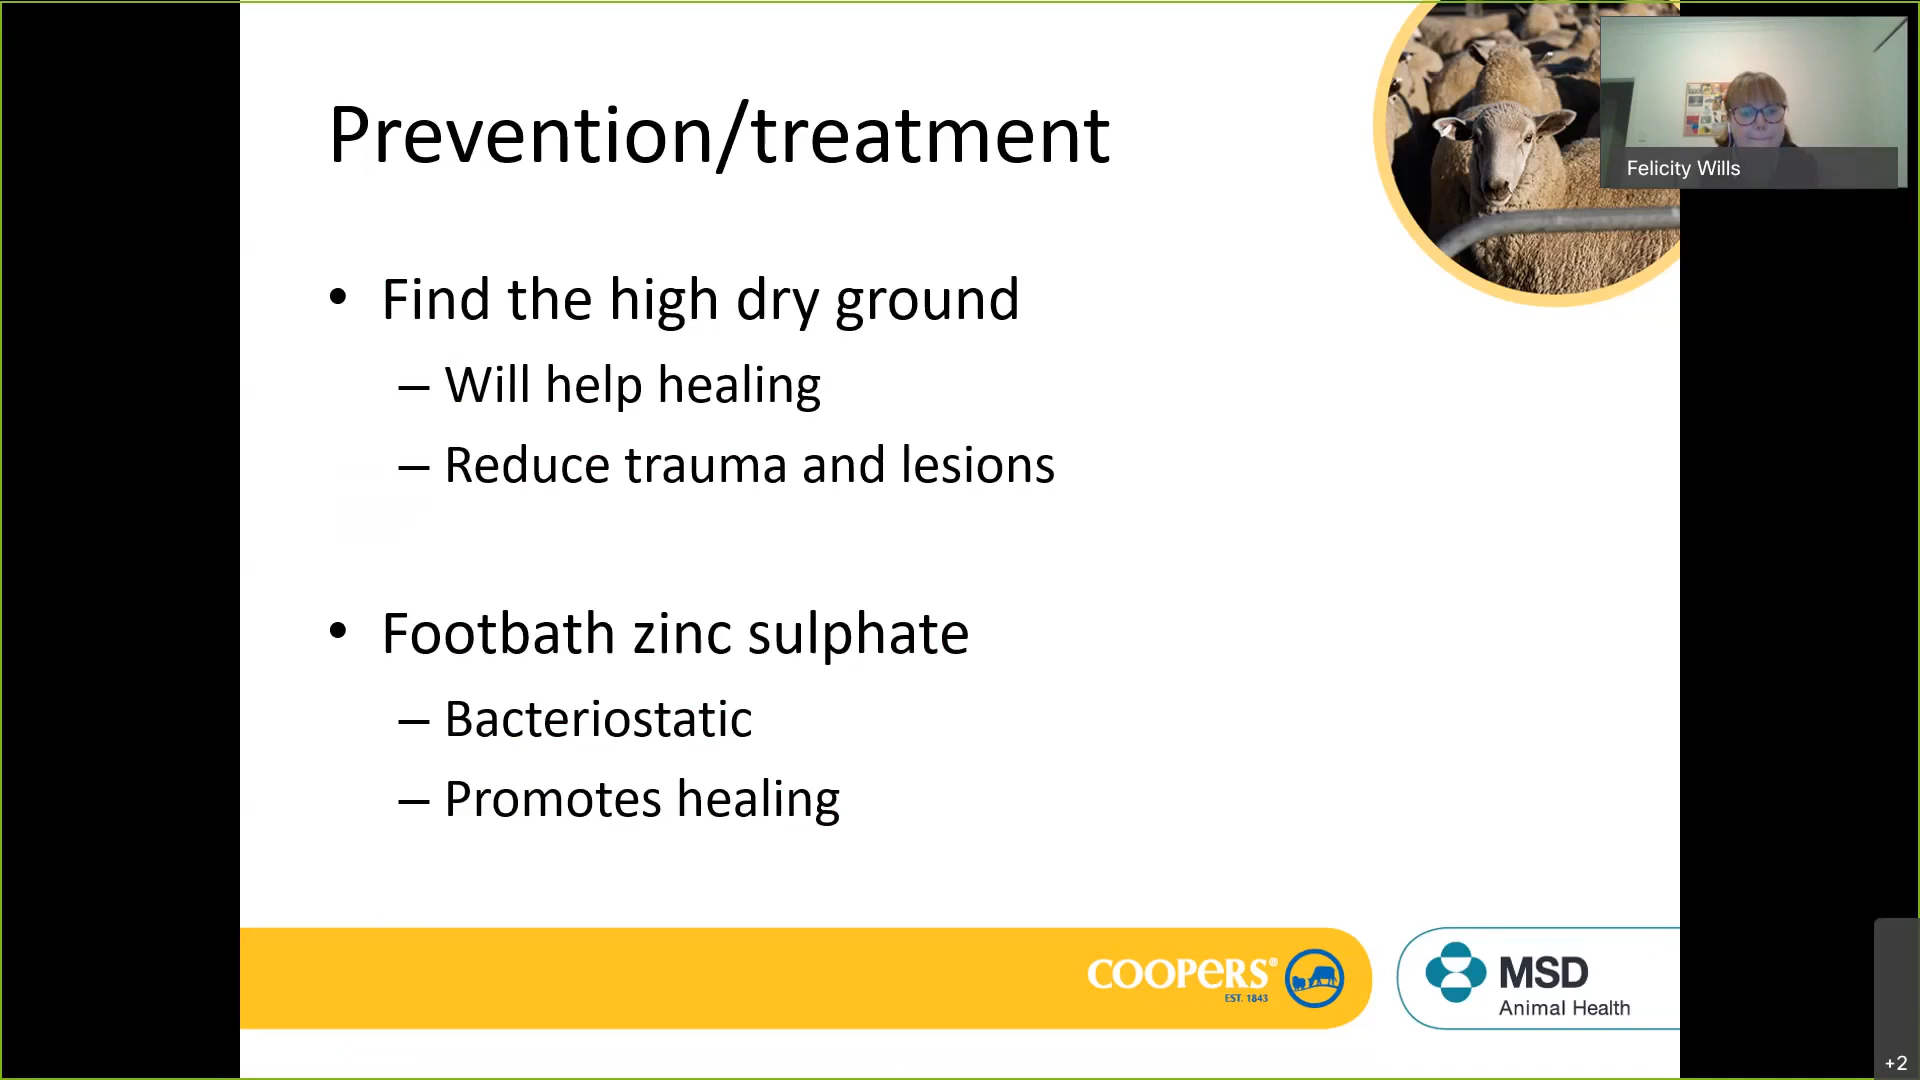 Prevention/treatment
Felicity Wills
• Find the high dry ground
– Will help healing
– Reduce trauma and lesions
• Footbath zinc sulphate
– Bacteriostatic
– Promotes healing
COOPERS®
EST. 1843
MSD
Animal Health
+2